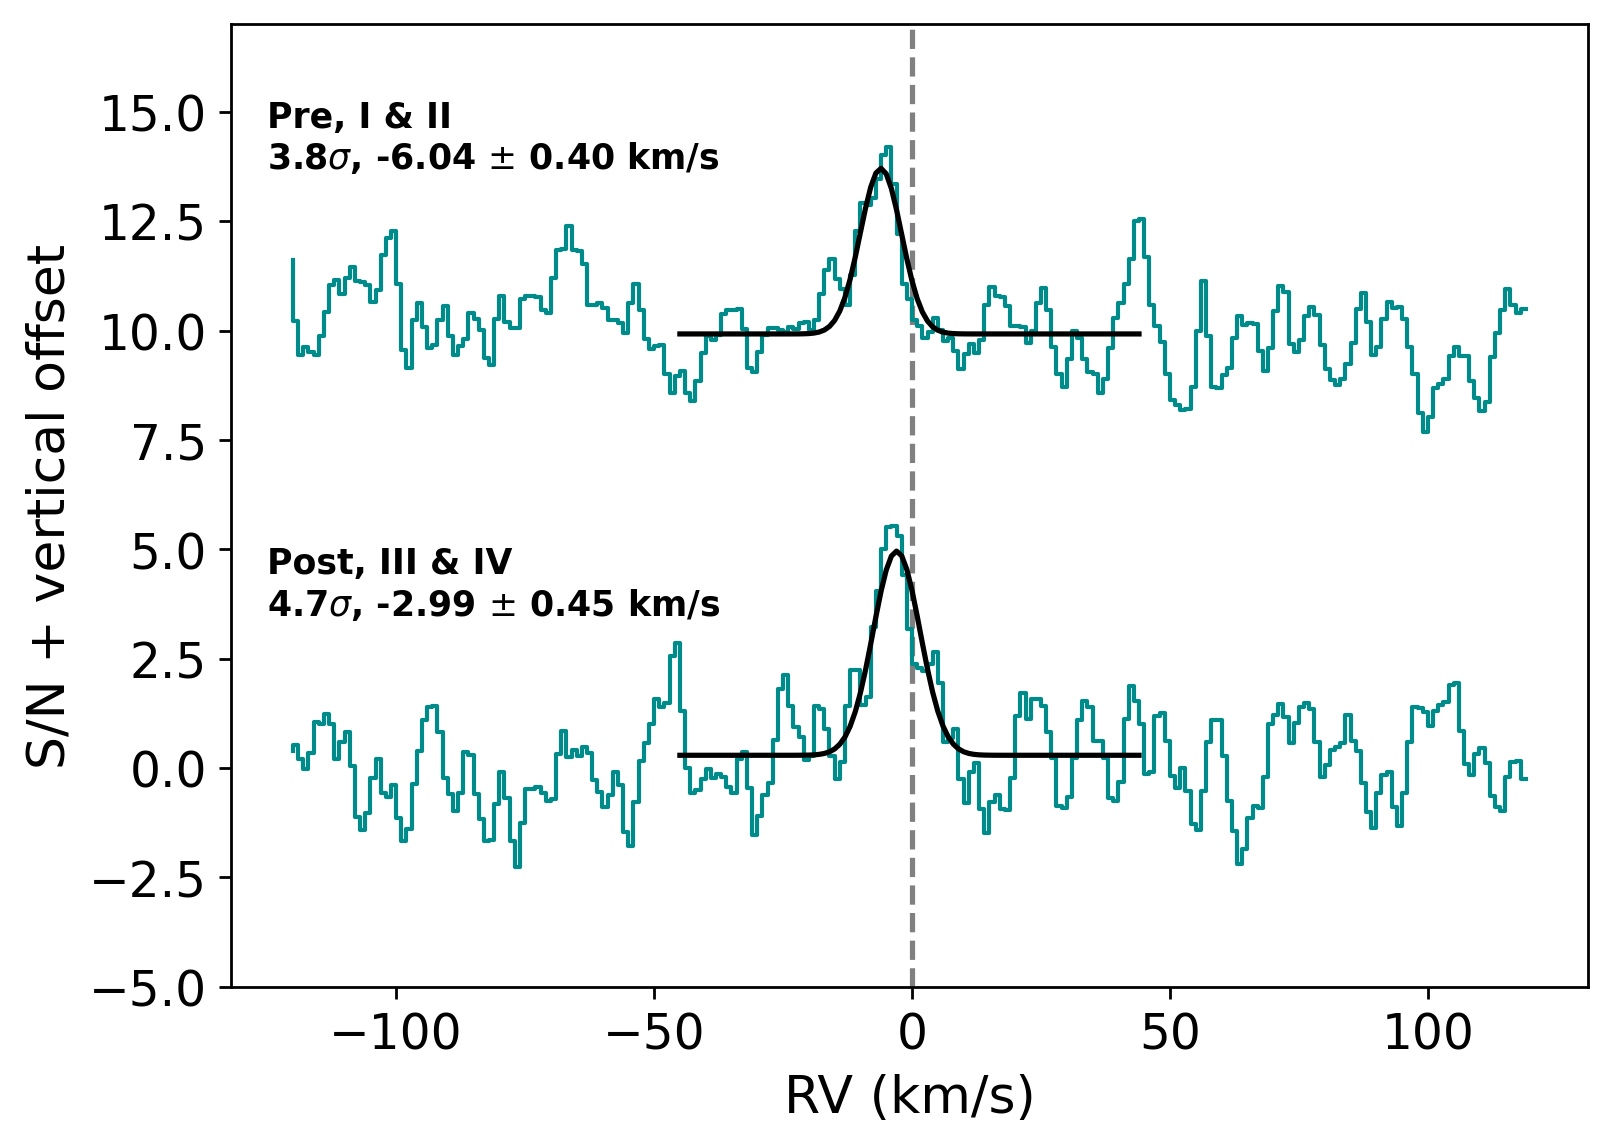 15.0
12.5
10.0
7.5
5.0
2.5
0.0
−2.5
−5.0
S/N + vertical offset
Pre, I & II
3.8σ, -6.04 ± 0.40 km/s
Post, III & IV
4.7σ, -2.99 ± 0.45 km/s
−100 −50 0 50 100
RV (km/s)